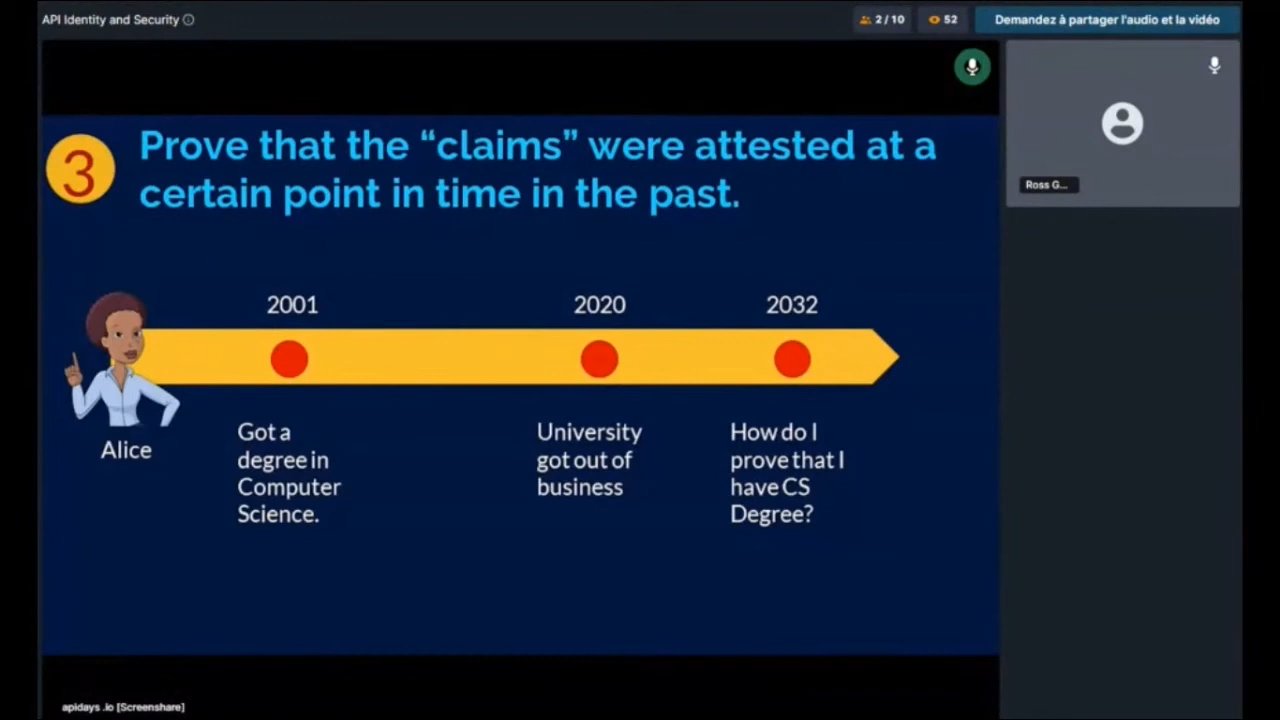 API Identity and Security
2 / 10
52
Demandez à partager l'audio et la vidéo
Ross G...
3
Prove that the “claims” were attested at a
certain point in time in the past.
2001
2020
2032
Alice
Got a
degree in
Computer
Science.
University
got out of
business
How do I
prove that I
have CS
Degree?
apidays .io [Screenshare]